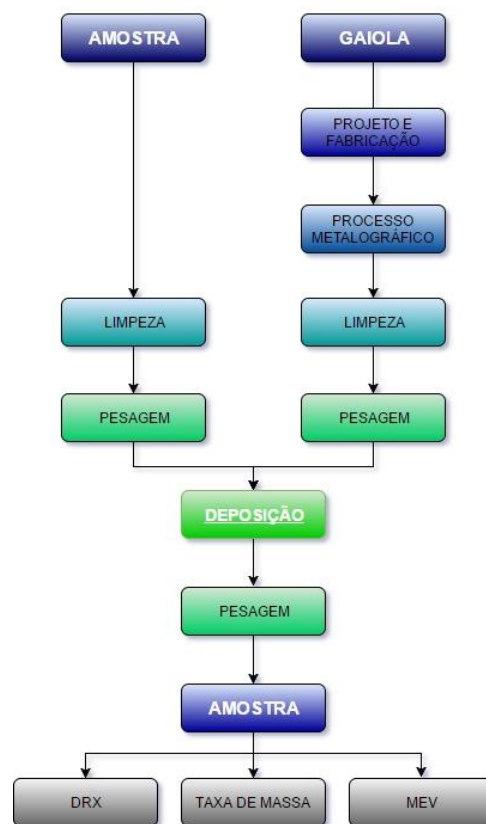 AMOSTRA
GAIOLA
PROJETO E
FABRICAÇÃO
PROCESSO
METALOGRÁFICO
LIMPEZA
LIMPEZA
PESAGEM
PESAGEM
DEPOSIÇÃO
PESAGEM
AMOSTRA
DRX
TAXA DE MASSA
MEV